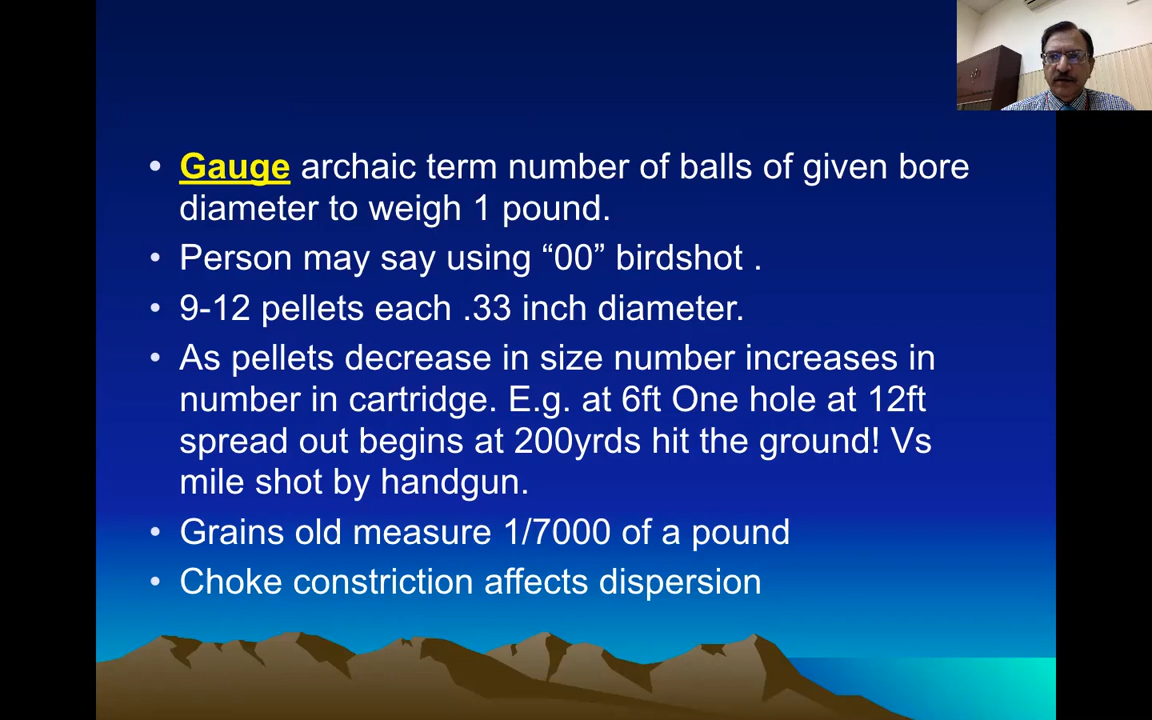 • Gauge archaic term number of balls of given bore
diameter to weigh 1 pound.
• Person may say using “00” birdshot .
• 9-12 pellets each .33 inch diameter.
• As pellets decrease in size number increases in
number in cartridge. E.g. at 6ft One hole at 12ft
spread out begins at 200yrds hit the ground! Vs
mile shot by handgun.
• Grains old measure 1/7000 of a pound
• Choke constriction affects dispersion